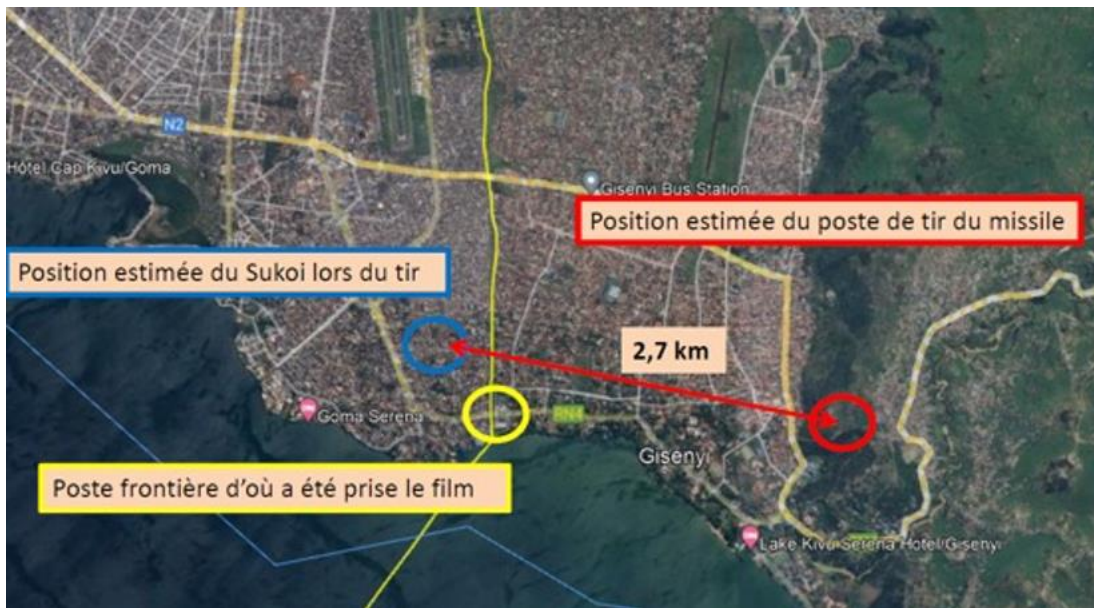 N2
Hôtel Cap Kivu/Goma
Gisenyi Bus Station
Position estimée du poste de tir du missile
Position estimée du Sukoi lors du tir
2,7 km
Goma Serena
RN4
Gisenyi
Poste frontière d’où a été prise le film
Lake Kivu Serena Hotel/Gisenyi